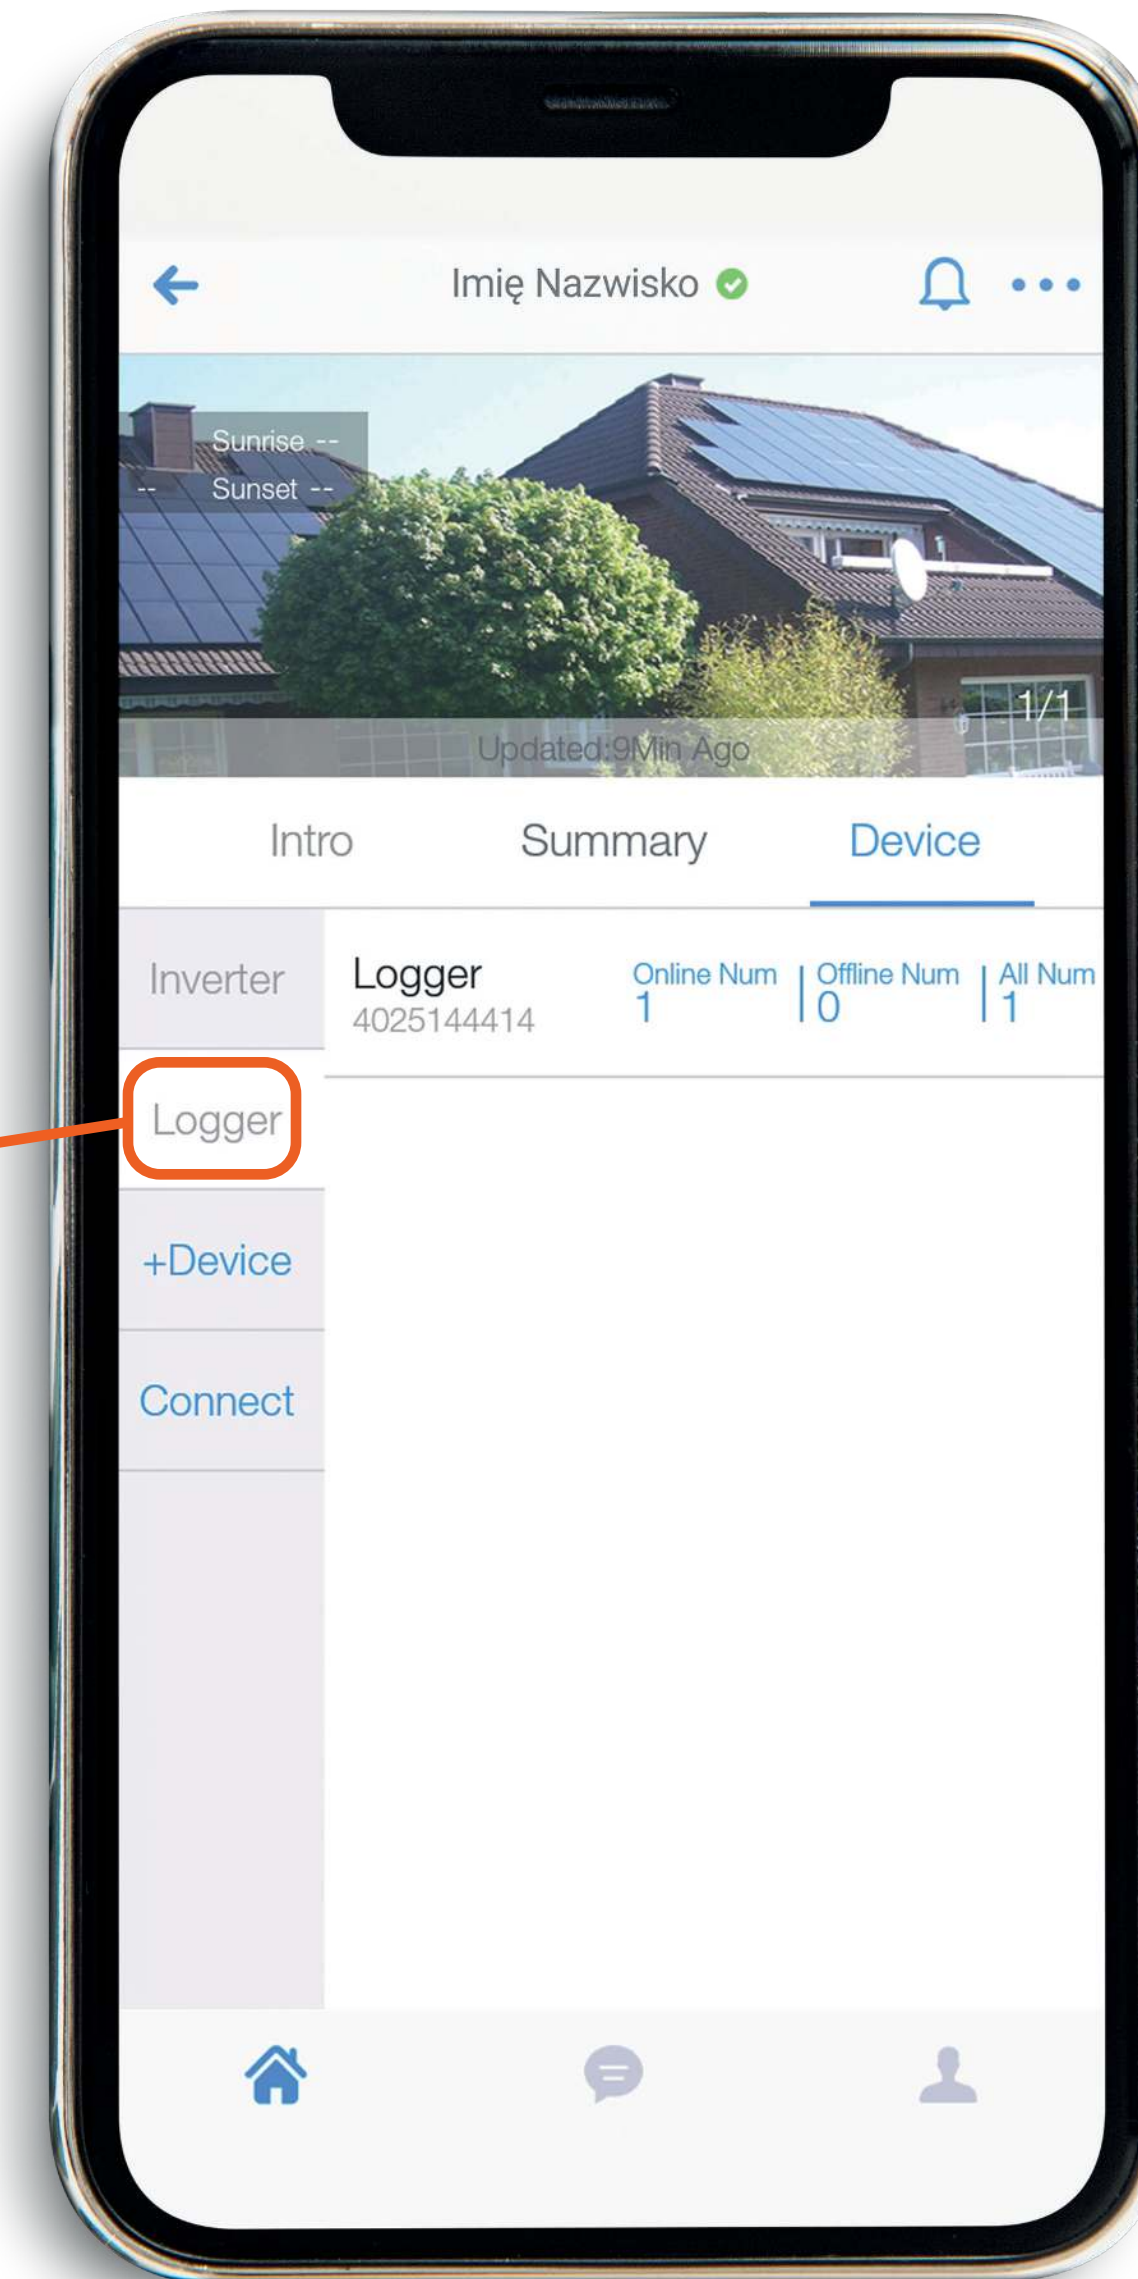 Imię Nazwisko
Sunrise --
-- Sunset --
1/1
Updated:9Min Ago
Intro Summary Device
Inverter
Logger Online Num Offline Num All Num
4025144414 1 0 1
Logger
+Device
Connect